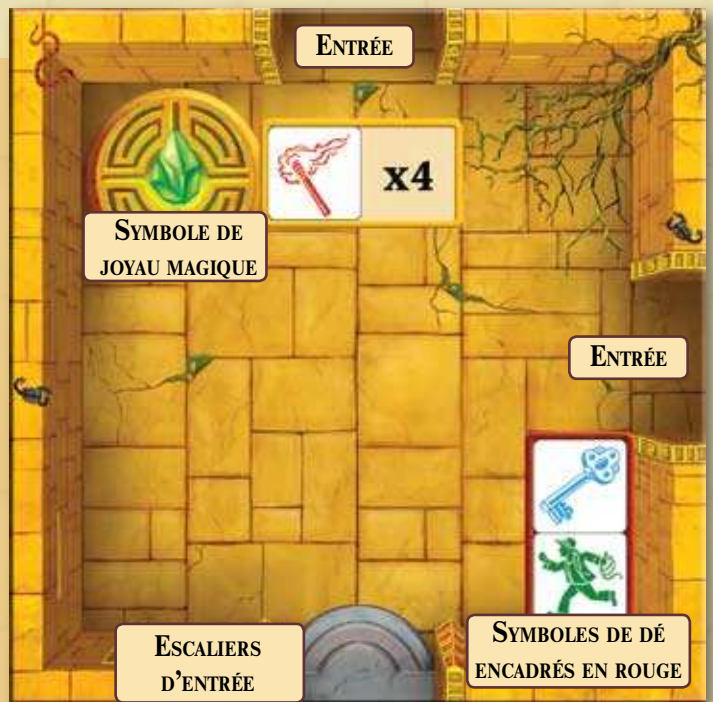 ENTRÉE
x4
SYMBOLE DE
JOYAU MAGIQUE
ENTRÉE
ESCALIERS
D'ENTRÉE
SYMBOLES DE DÉ
ENCADRÉS EN ROUGE